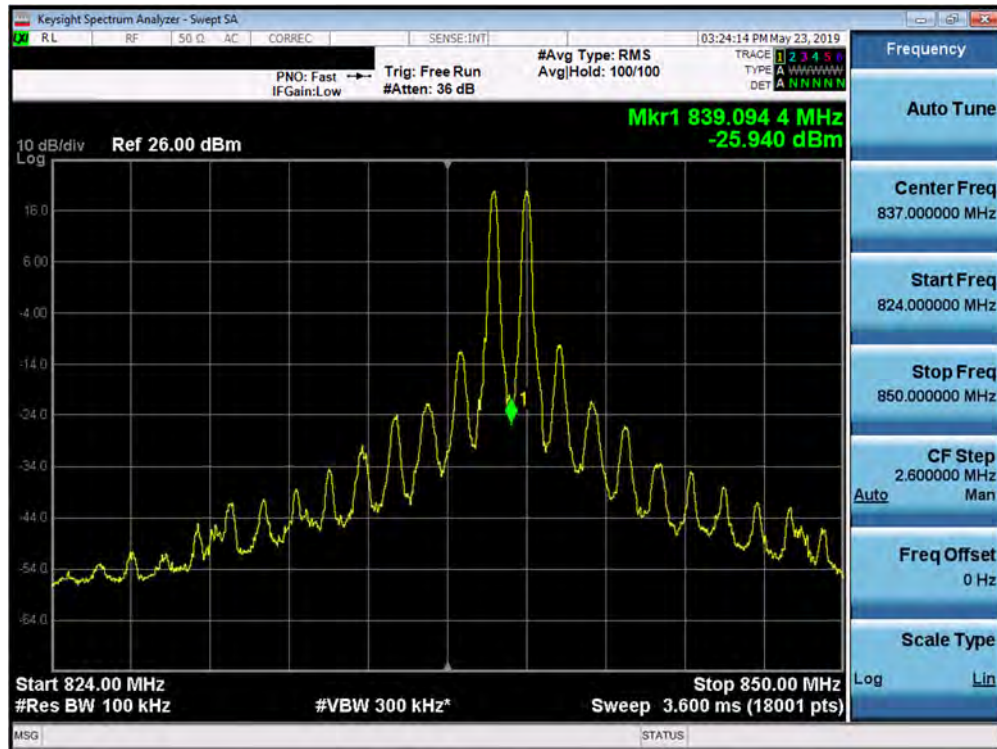 Keysight Spectrum Analyzer - Swept SA
RL RF 50 Ω AC CORREC SENSE:INT 03:24:14 PM May 23, 2019
PNO: Fast
IFGain:Low
Trig: Free Run
#Atten: 36 dB
#Avg Type: RMS
Avg|Hold: 100/100
TRACE 1 2 3 4 5 6
TYPE A WWWWW
DET A N N N N N
Mkr1 839.094 4 MHz
-25.940 dBm
10 dB/div Ref 26.00 dBm
Log
16.0
6.00
-4.00
-14.0
-24.0
-34.0
-44.0
-54.0
-64.0
1
Start 824.00 MHz Stop 850.00 MHz
#Res BW 100 kHz #VBW 300 kHz* Sweep 3.600 ms (18001 pts)
MSG STATUS
Frequency
Auto Tune
Center Freq
837.000000 MHz
Start Freq
824.000000 MHz
Stop Freq
850.000000 MHz
CF Step
2.600000 MHz
Auto Man
Freq Offset
0 Hz
Scale Type
Log Lin